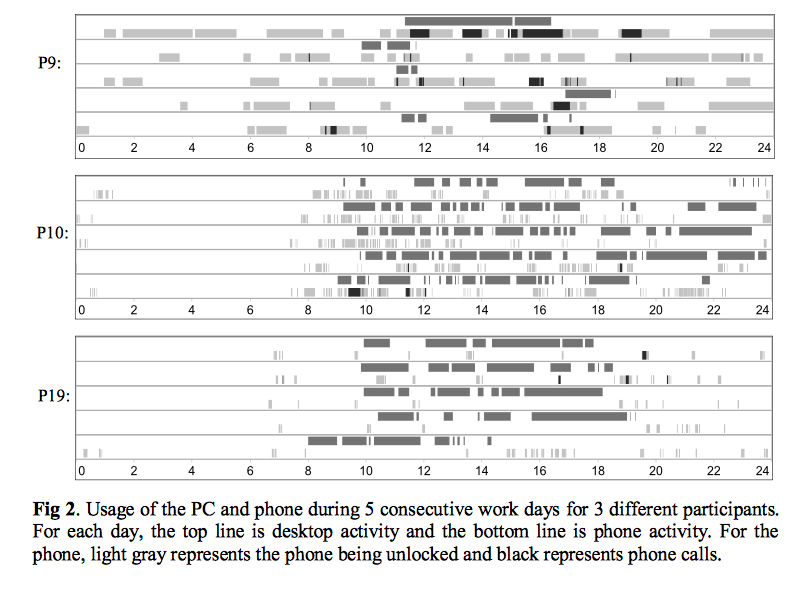 P9:
0 2 4 6 8 10 12 14 16 18 20 22 24
P10:
0 2 4 6 8 10 12 14 16 18 20 22 24
P19:
0 2 4 6 8 10 12 14 16 18 20 22 24
Fig 2. Usage of the PC and phone during 5 consecutive work days for 3 different participants.
For each day, the top line is desktop activity and the bottom line is phone activity. For the
phone, light gray represents the phone being unlocked and black represents phone calls.